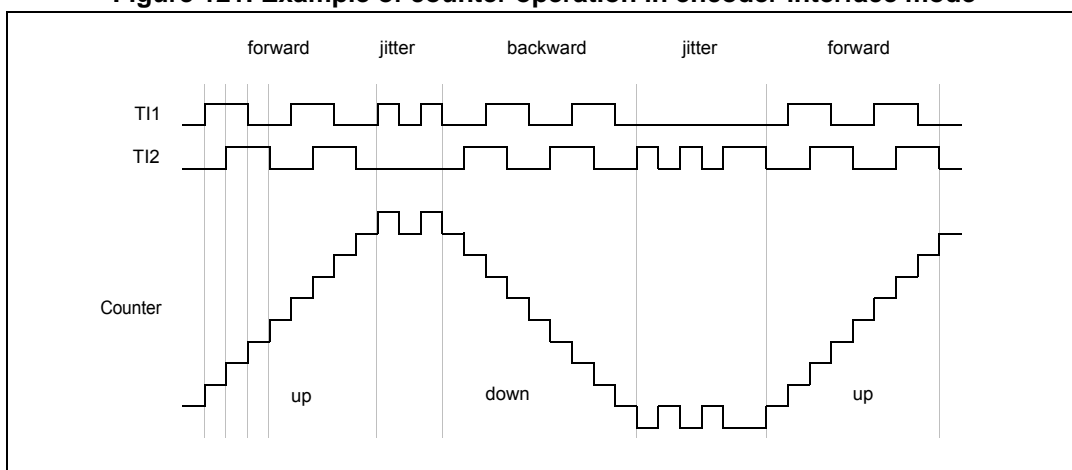 Figure 121. Example of counter operation in encoder interface mode
forward jitter backward jitter forward
TI1
TI2
Counter
up down up